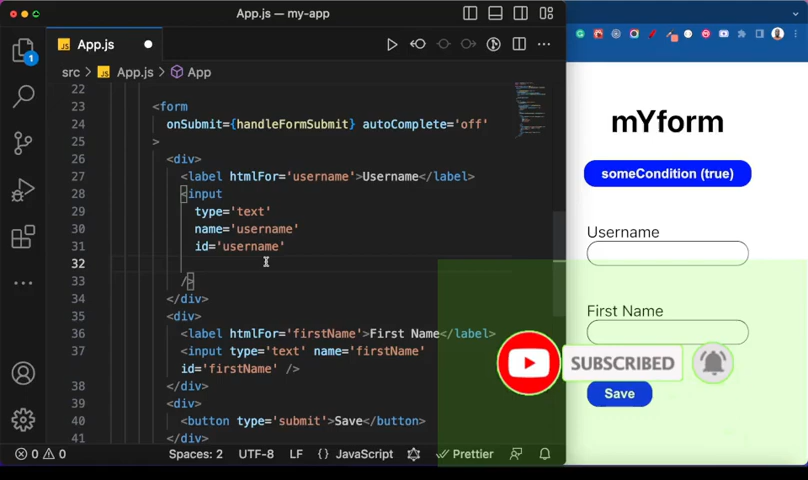 App.js — my-app
JS App.js
src > JS App.js > App
22
23 <form
24 onSubmit={handleFormSubmit} autoComplete='off'
25 >
26 <div>
27 <label htmlFor='username'>Username</label>
28 <input
29 type='text'
30 name='username'
31 id='username'
32
33 />
34 </div>
35 <div>
36 <label htmlFor='firstName'>First Name</label>
37 <input type='text' name='firstName'
id='firstName' />
38 </div>
39 <div>
40 <button type='submit'>Save</button>
41 </div>
1
0 0 Spaces: 2 UTF-8 LF {} JavaScript Prettier
mYform
someCondition (true)
Username
First Name
SUBSCRIBED
Save